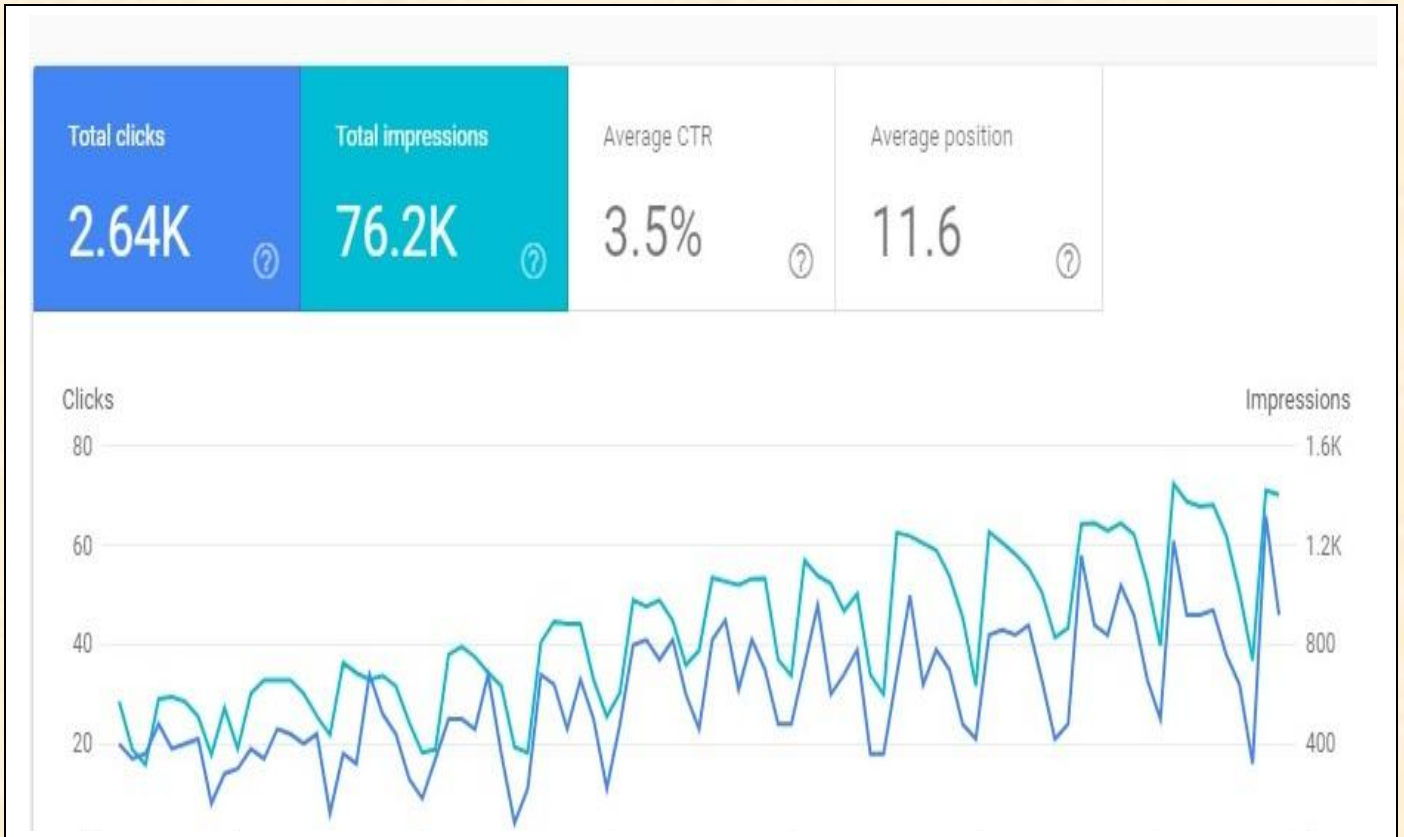 Total clicks
2.64K
?
Total impressions
76.2K
?
Average CTR
3.5%
?
Average position
11.6
?
Clicks
Impressions
80
1.6K
60
1.2K
40
800
20
400